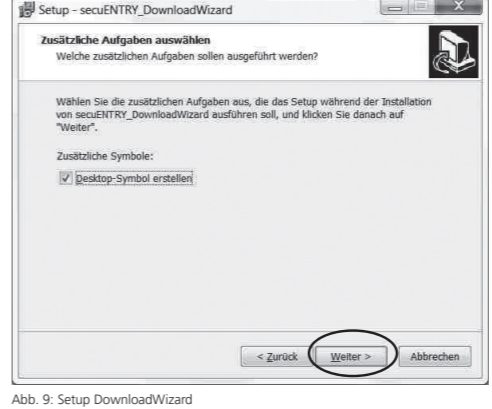 Setup - secuENTRY_DownloadWizard
Zusätzliche Aufgaben auswählen
Welche zusätzlichen Aufgaben sollen ausgeführt werden?
Wählen Sie die zusätzlichen Aufgaben aus, die das Setup während der Installation
von secuENTRY_DownloadWizard ausführen soll, und klicken Sie danach auf
"Weiter".
Zusätzliche Symbole:
Desktop-Symbol erstellen
< Zurück Weiter > Abbrechen
Abb. 9: Setup DownloadWizard